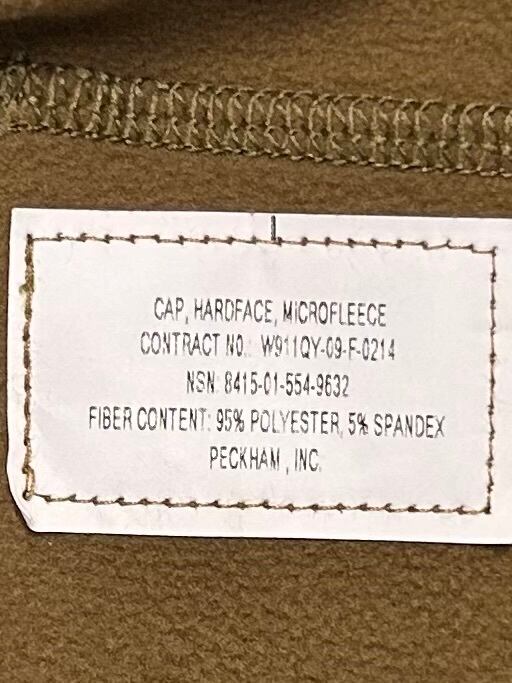 CAP, HARDFACE, MICROFLEECE
CONTRACT NO.: W911QY-09-F-0214
NSN: 8415-01-554-9632
FIBER CONTENT: 95% POLYESTER, 5% SPANDEX
PECKHAM , INC.